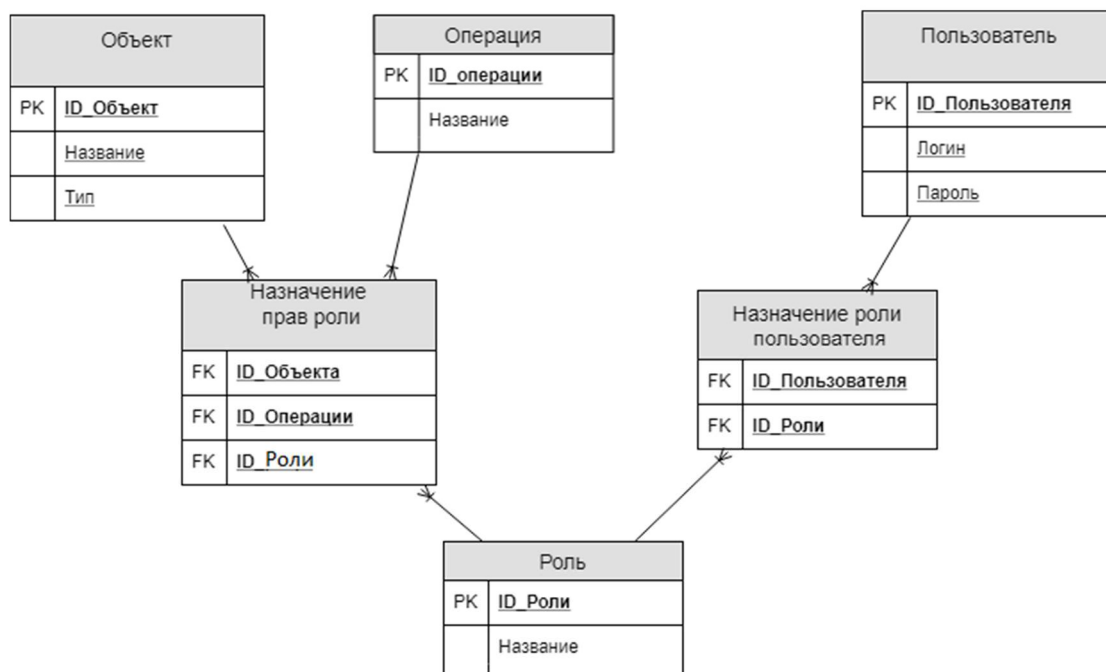 Объект
PK ID_Объект
Название
Тип
Операция
PK ID_операции
Название
Пользователь
PK ID_Пользователя
Логин
Пароль
Назначение
прав роли
FK ID_Объекта
FK ID_Операции
FK ID_Роли
Назначение роли
пользователя
FK ID_Пользователя
FK ID_Роли
Роль
PK ID_Роли
Название